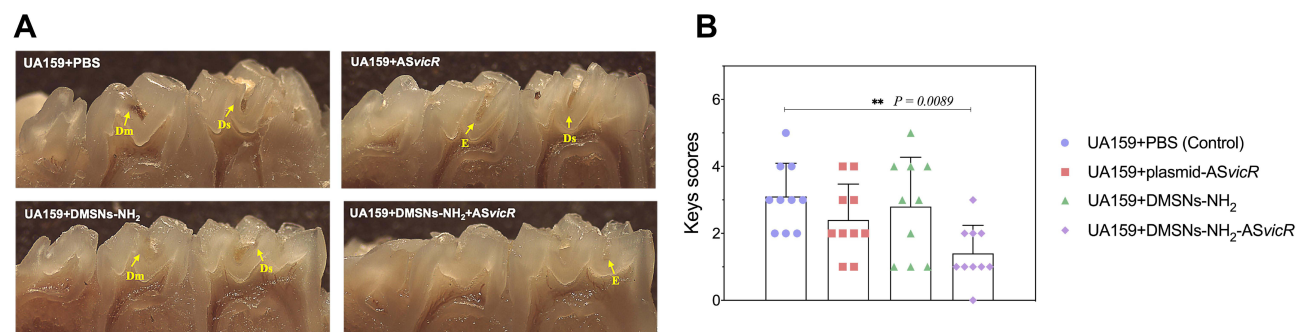 A
UA159+PBS
Dm
Ds
UA159+ASvicR
E
Ds
UA159+DMSNs-NH2
Dm
Ds
UA159+DMSNs-NH2+ASvicR
E
B
Keys scores
6
4
2
0
** P = 0.0089
UA159+PBS (Control)
UA159+plasmid-ASvicR
UA159+DMSNs-NH2
UA159+DMSNs-NH2-ASvicR